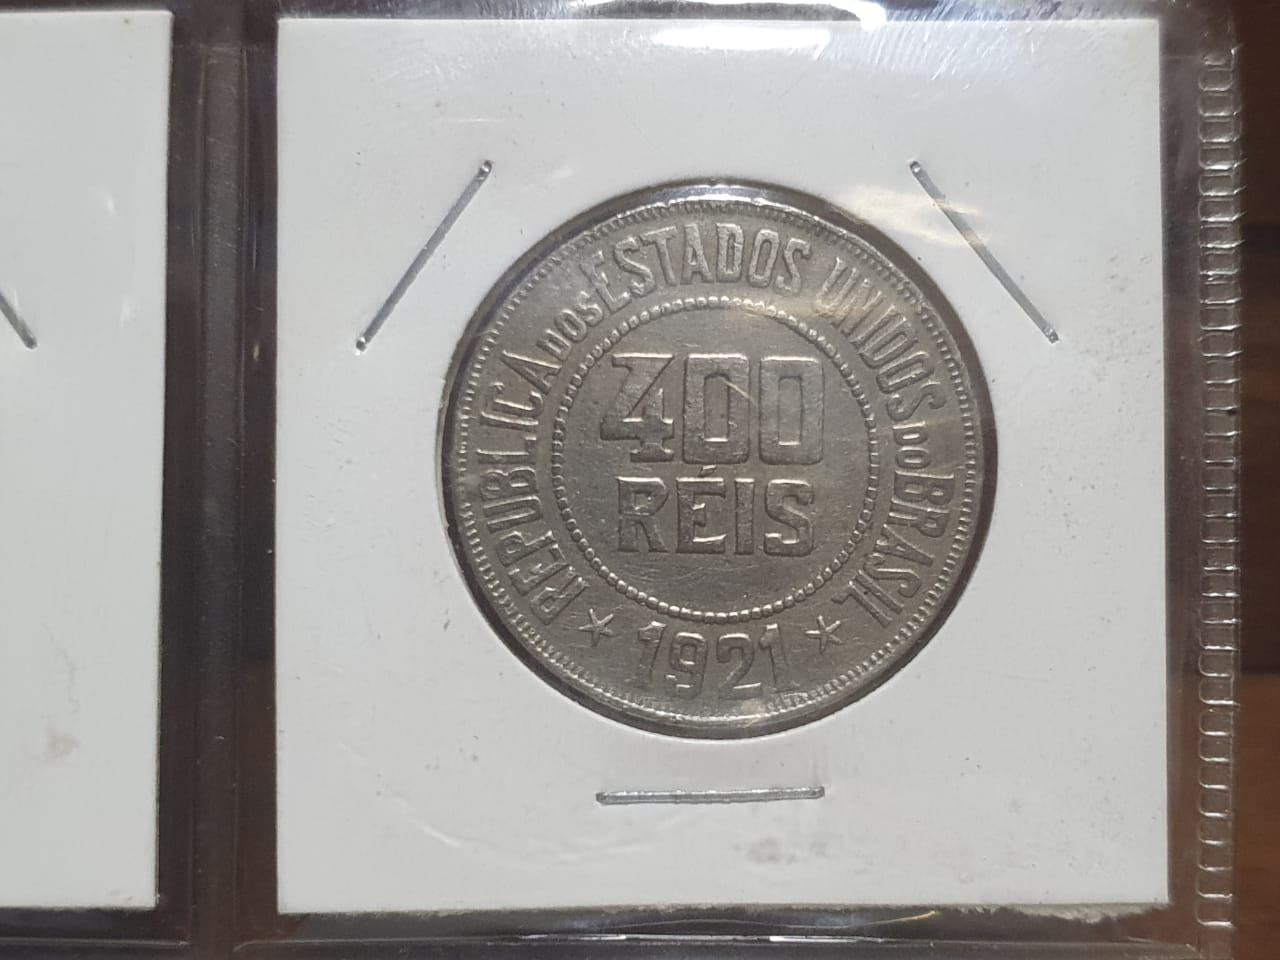 REPUBLICA DOS ESTADOS UNIDOS DO BRASIL
400
RÉIS
1921